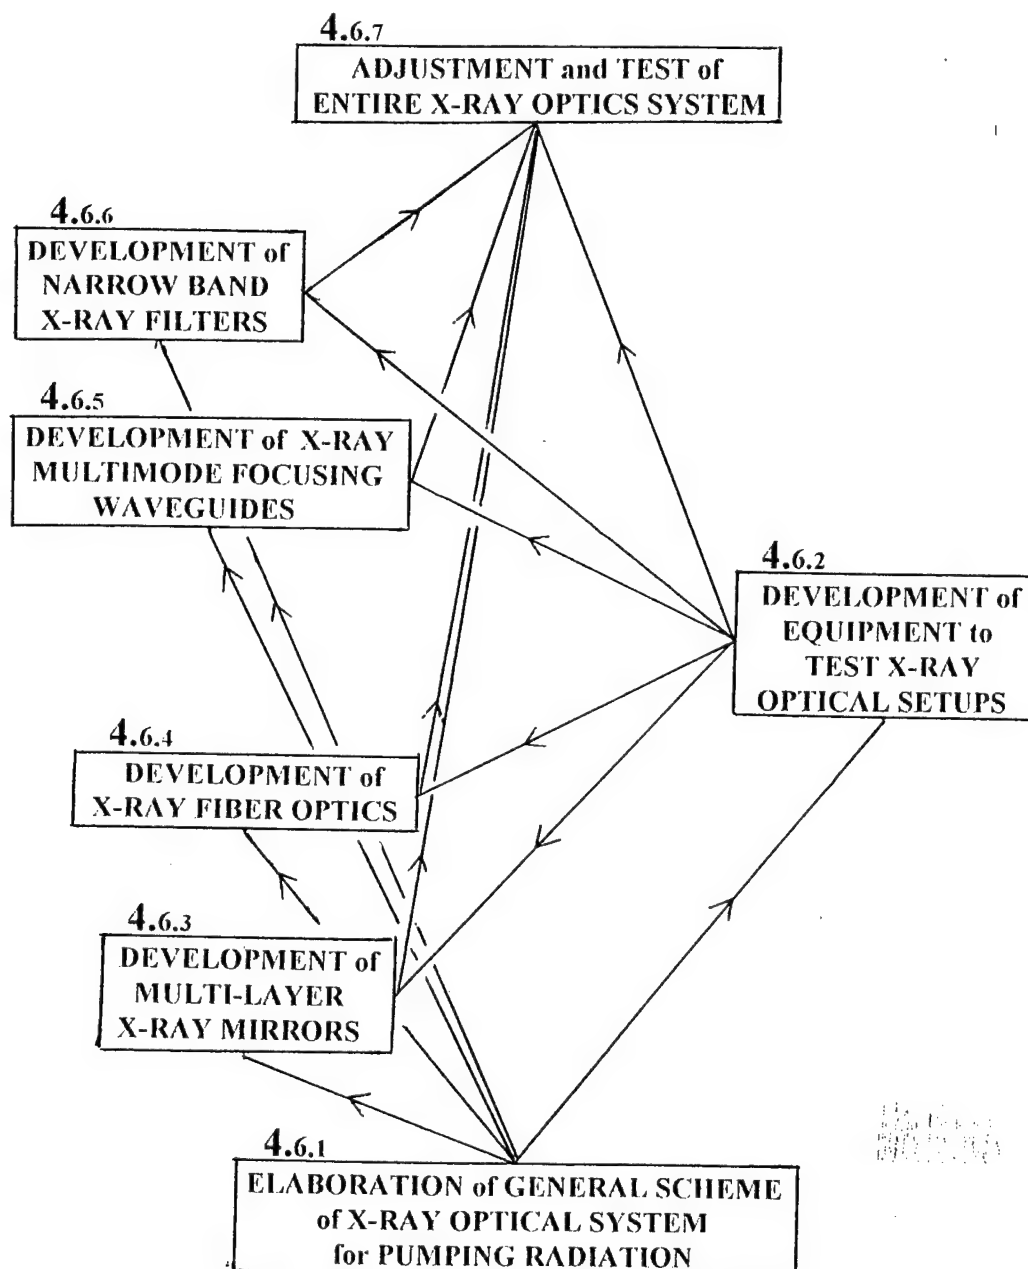 4.6.7
ADJUSTMENT and TEST of
ENTIRE X-RAY OPTICS SYSTEM
4.6.6
DEVELOPMENT of
NARROW BAND
X-RAY FILTERS
4.6.5
DEVELOPMENT of X-RAY
MULTIMODE FOCUSING
WAVEGUIDES
4.6.2
DEVELOPMENT of
EQUIPMENT to
TEST X-RAY
OPTICAL SETUPS
4.6.4
DEVELOPMENT of
X-RAY FIBER OPTICS
4.6.3
DEVELOPMENT of
MULTI-LAYER
X-RAY MIRRORS
4.6.1
ELABORATION of GENERAL SCHEME
of X-RAY OPTICAL SYSTEM
for PUMPING RADIATION